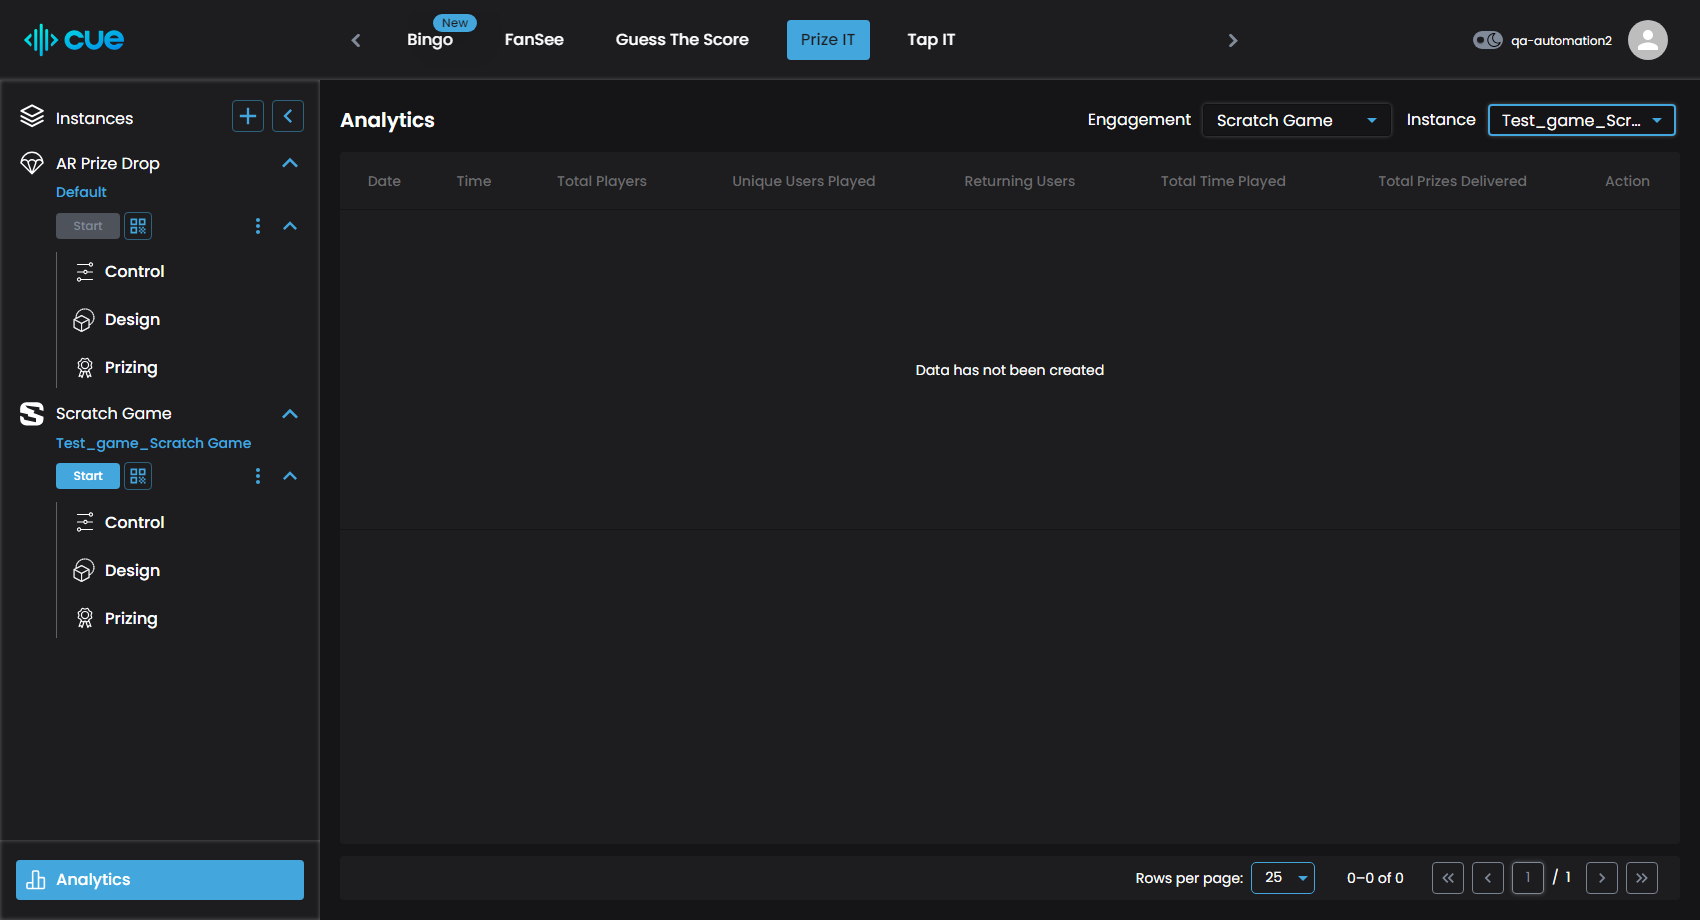 cue
New
Bingo
FanSee
Guess The Score
Prize IT
Tap IT
qa-automation2
Instances
AR Prize Drop
Default
Start
Control
Design
Prizing
Scratch Game
Test_game_Scratch Game
Start
Control
Design
Prizing
Analytics
Analytics
Engagement
Scratch Game
Instance
Test_game_Scr...
Date
Time
Total Players
Unique Users Played
Returning Users
Total Time Played
Total Prizes Delivered
Action
Data has not been created
Rows per page:
25
0–0 of 0
1
/ 1